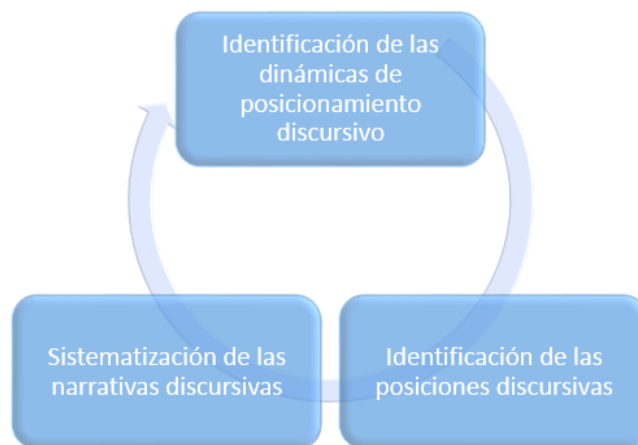 Identificación de las
dinámicas de
posicionamiento
discursivo
Sistematización de las
narrativas discursivas
Identificación de las
posiciones discursivas